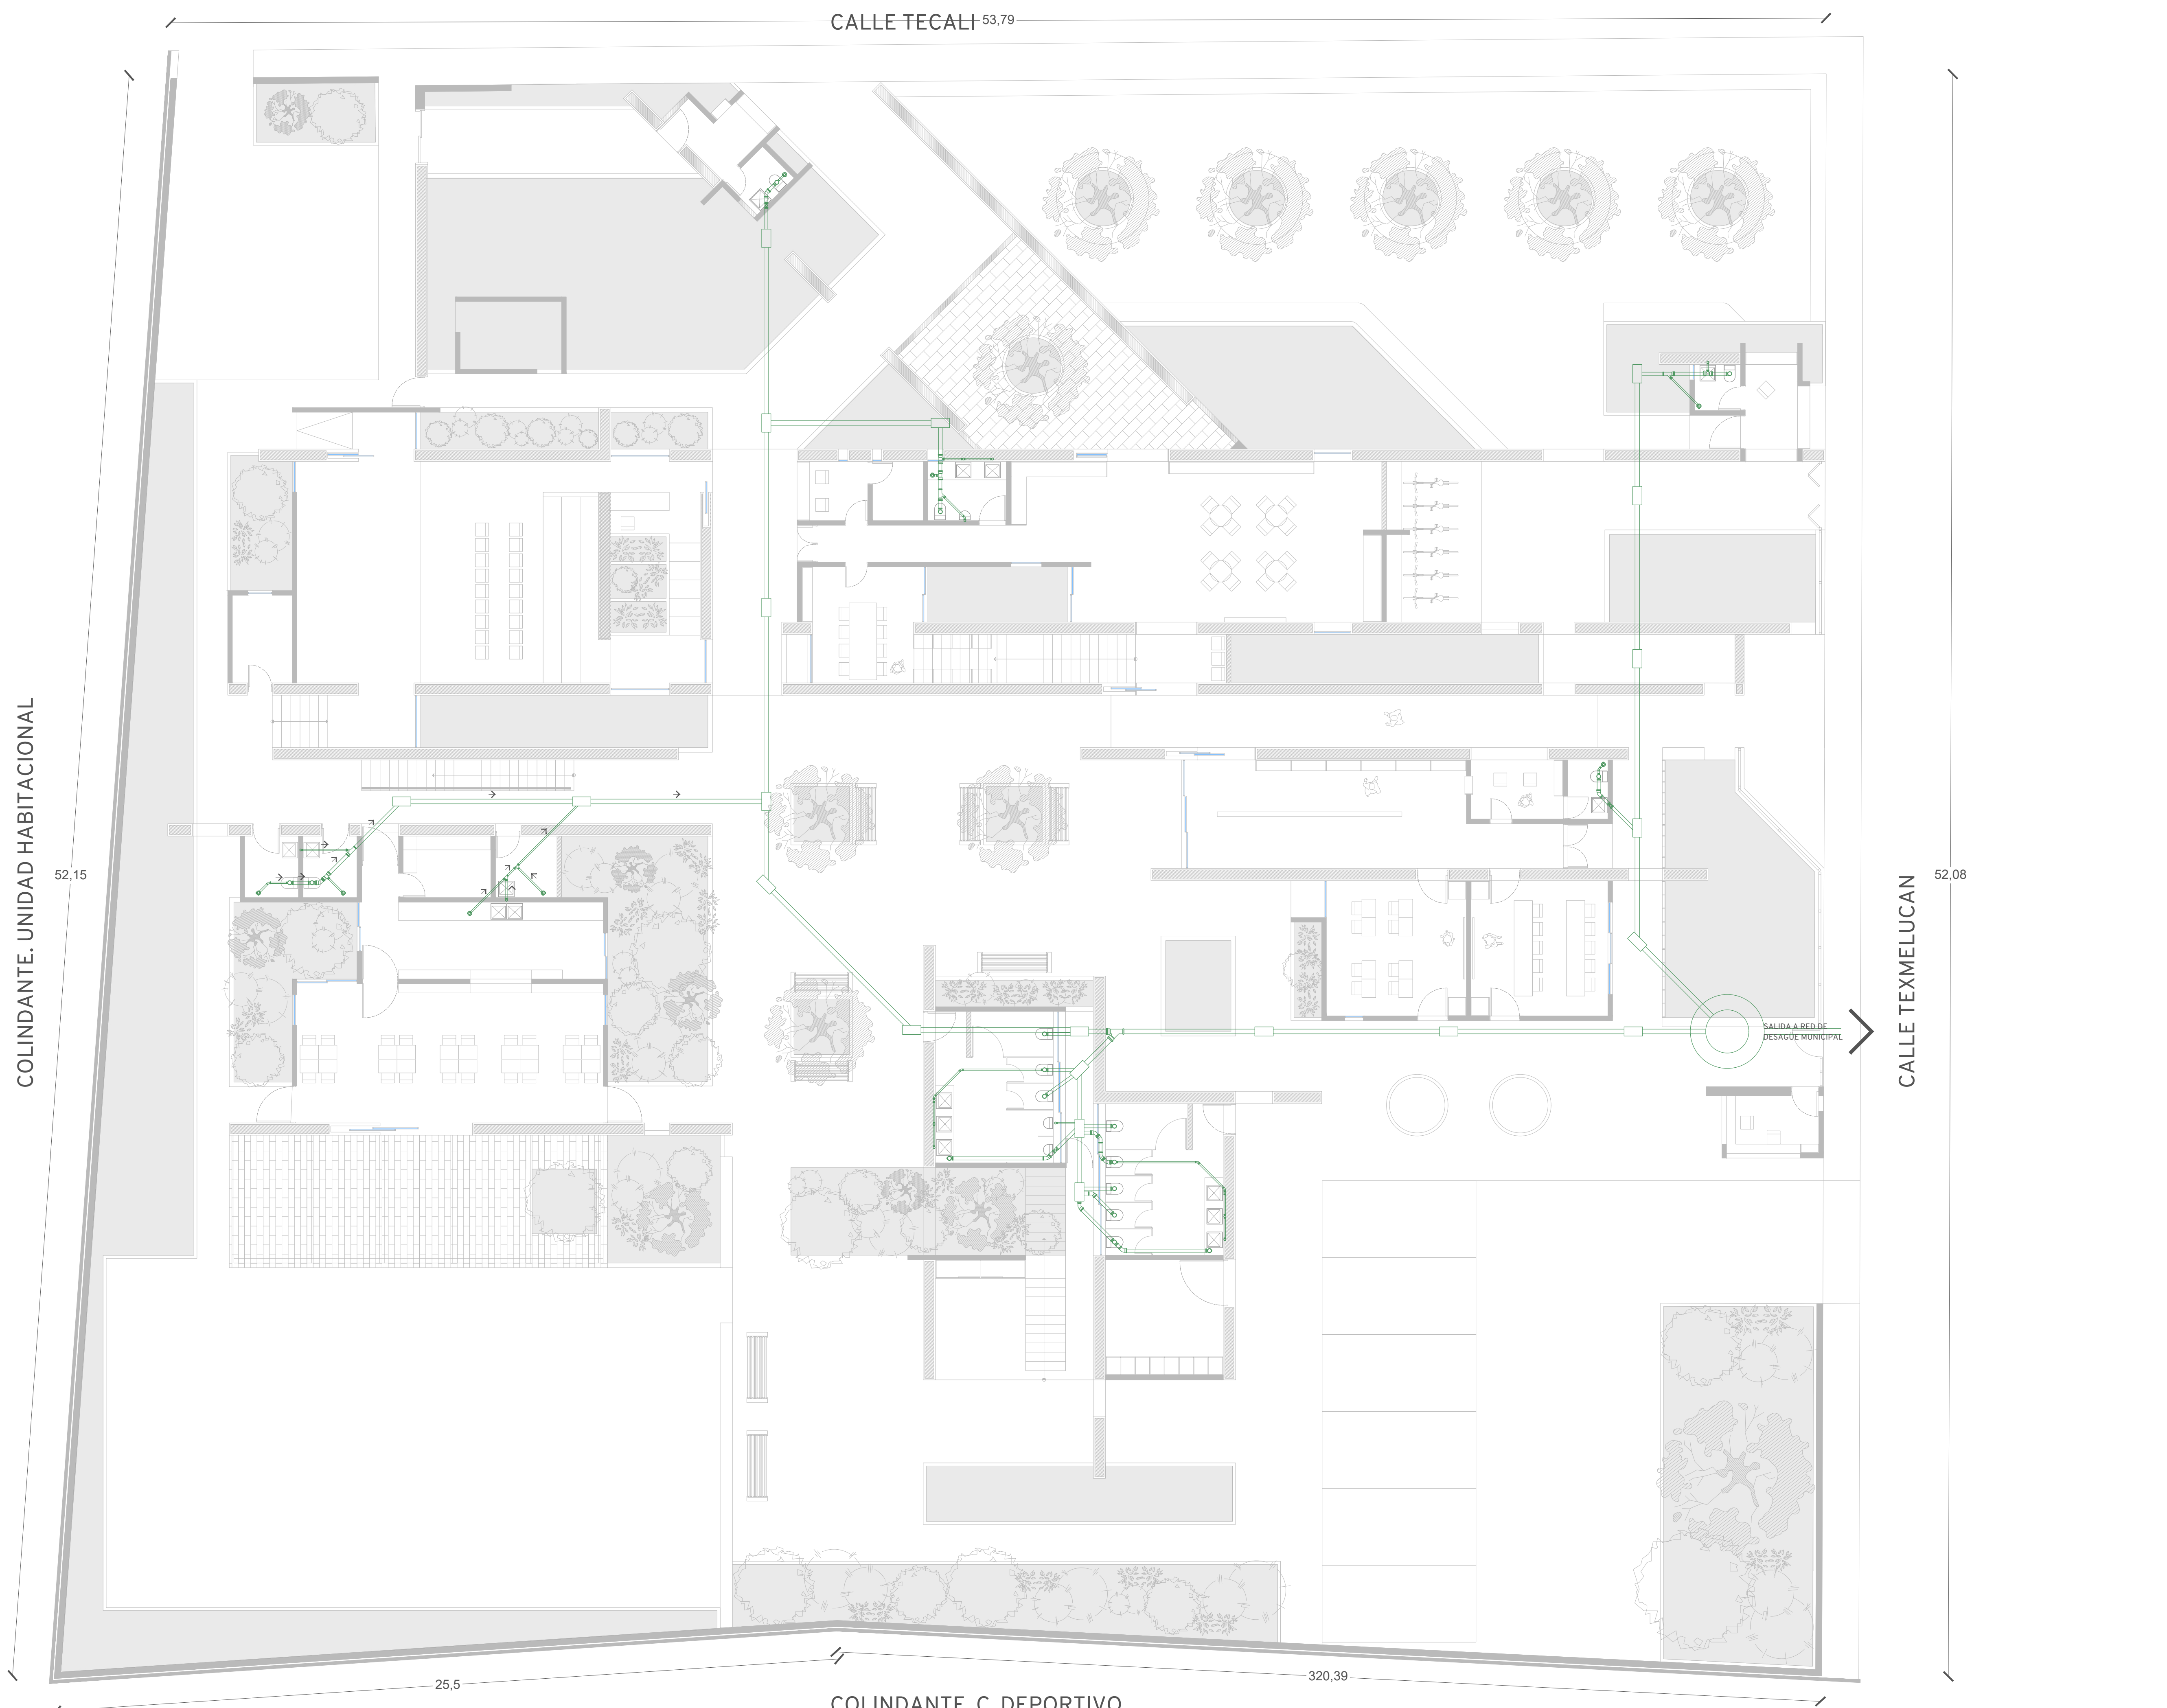 CALLE TECALI
53,79
COLINDANTE. UNIDAD HABITACIONAL
52,15
52,08
CALLE TEXMELUCAN
SALIDA A RED DE
DESAGÜE MUNICIPAL
25,5
320,39
COLINDANTE. C. DEPORTIVO